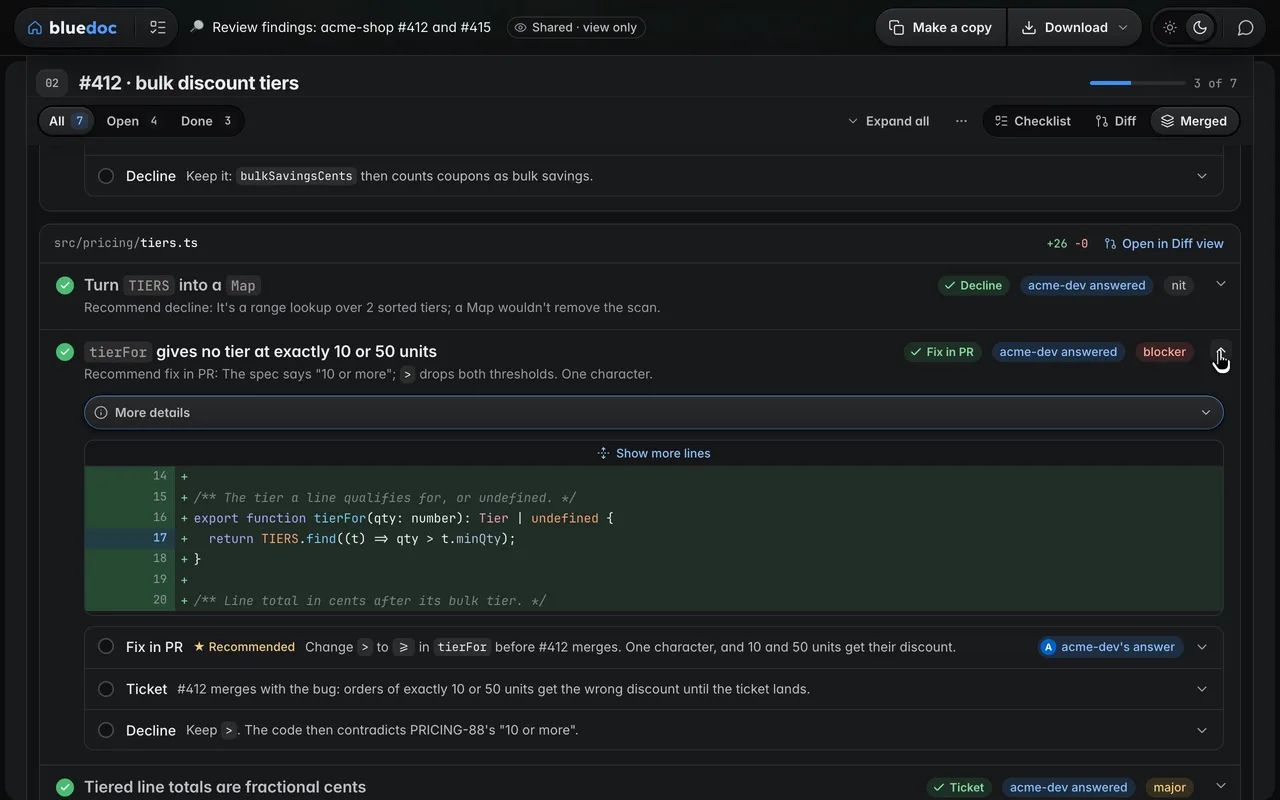 bluedoc
Review findings: acme-shop #412 and #415
Shared · view only
Make a copy
Download
02
#412 · bulk discount tiers
3 of 7
All 7
Open 4
Done 3
Expand all
Checklist
Diff
Merged
Decline Keep it: bulkSavingsCents then counts coupons as bulk savings.
src/pricing/tiers.ts
+26 -0
Open in Diff view
Turn TIERS into a Map
Decline
acme-dev answered
nit
Recommend decline: It's a range lookup over 2 sorted tiers; a Map wouldn't remove the scan.
tierFor gives no tier at exactly 10 or 50 units
Fix in PR
acme-dev answered
blocker
Recommend fix in PR: The spec says "10 or more"; > drops both thresholds. One character.
More details
Show more lines
14 +
15 + /** The tier a line qualifies for, or undefined. */
16 + export function tierFor(qty: number): Tier | undefined {
17 + return TIERS.find((t) => qty > t.minQty);
18 + }
19 +
20 + /** Line total in cents after its bulk tier. */
Fix in PR ★ Recommended Change > to >= in tierFor before #412 merges. One character, and 10 and 50 units get their discount.
A acme-dev's answer
Ticket #412 merges with the bug: orders of exactly 10 or 50 units get the wrong discount until the ticket lands.
Decline Keep >. The code then contradicts PRICING-88's "10 or more".
Tiered line totals are fractional cents
Ticket
acme-dev answered
major